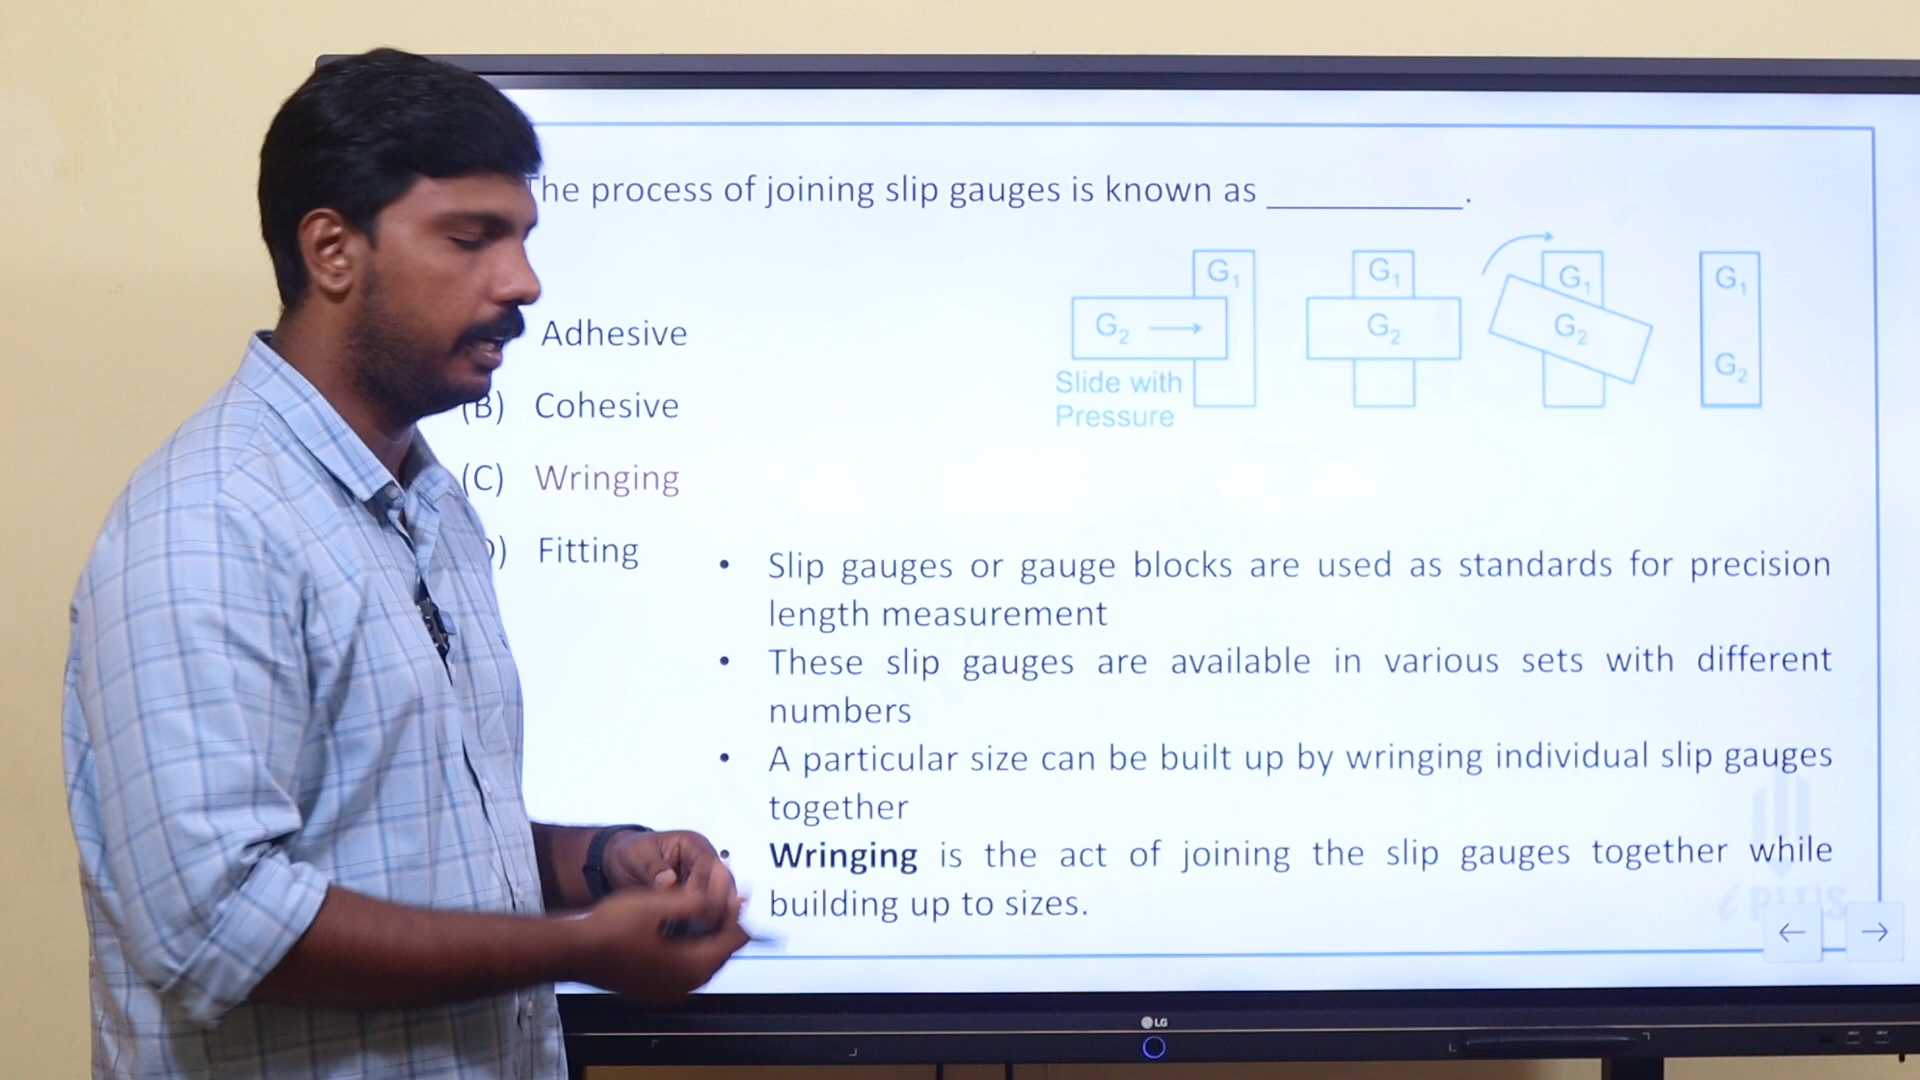 The process of joining slip gauges is known as ___________.
G1
G2
Slide with
Pressure
G1
G2
G1
G2
G1
G2
Adhesive
(B) Cohesive
(C) Wringing
Fitting
• Slip gauges or gauge blocks are used as standards for precision
length measurement
• These slip gauges are available in various sets with different
numbers
• A particular size can be built up by wringing individual slip gauges
together
• Wringing is the act of joining the slip gauges together while
building up to sizes.
i PLUS
LG